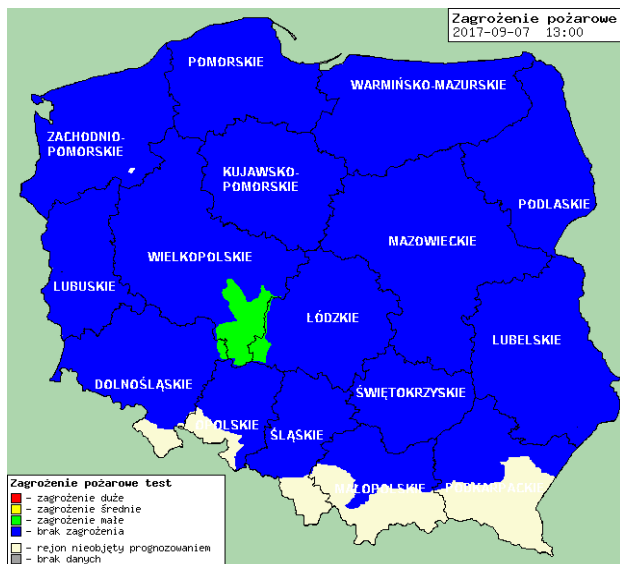 Zagrożenie pożarowe
2017-09-07 13:00
POMORSKIE
WARMIŃSKO-MAZURSKIE
ZACHODNIO-
POMORSKIE
KUJAWSKO-
POMORSKIE
PODLASKIE
MAZOWIECKIE
WIELKOPOLSKIE
LUBUSKIE
ŁÓDZKIE
LUBELSKIE
DOLNOŚLĄSKIE
ŚWIĘTOKRZYSKIE
OPOLSKIE
ŚLĄSKIE
MAŁOPOLSKIE
PODKARPACKIE
Zagrożenie pożarowe test
- zagrożenie duże
- zagrożenie średnie
- zagrożenie małe
- brak zagrożenia
- rejon nieobjęty prognozowaniem
- brak danych